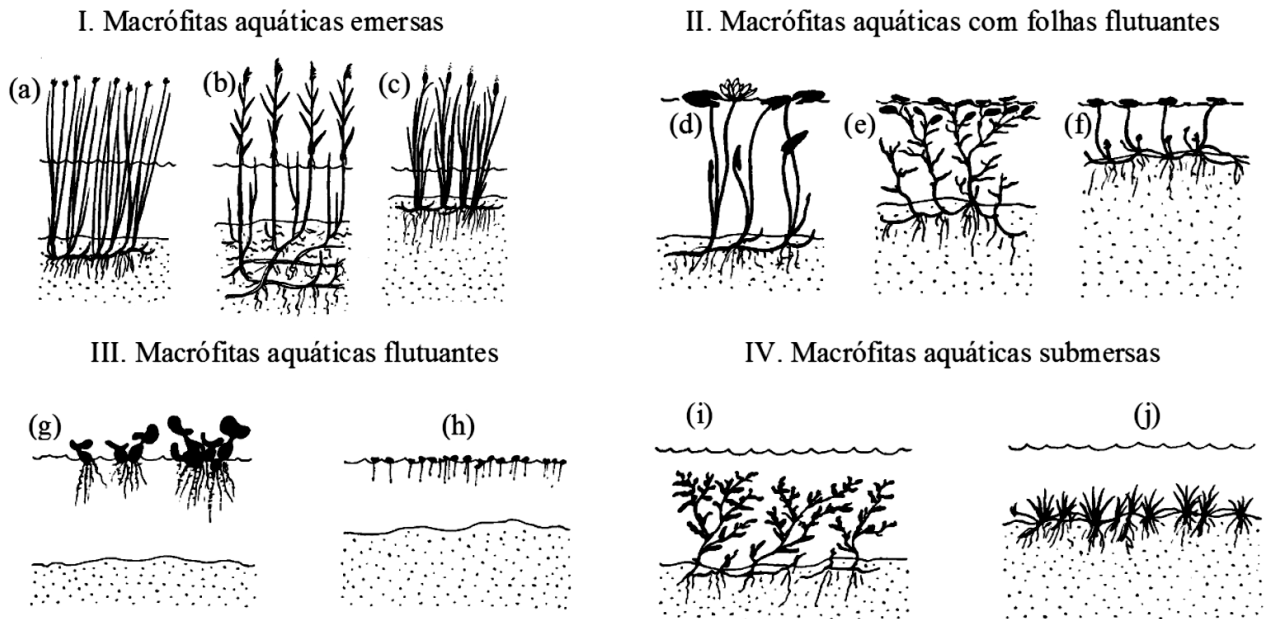 I. Macrófitas aquáticas emersas
(a)
(b)
(c)
II. Macrófitas aquáticas com folhas flutuantes
(d)
(e)
(f)
III. Macrófitas aquáticas flutuantes
(g)
(h)
IV. Macrófitas aquáticas submersas
(i)
(j)